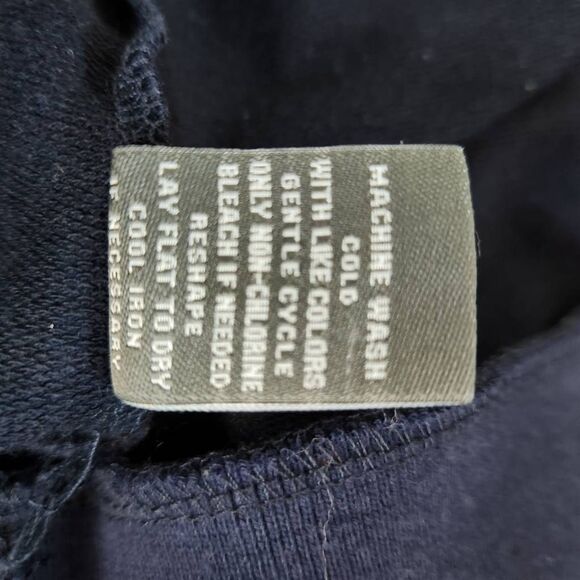 MACHINE WASH
COLD
WITH LIKE COLORS
GENTLE CYCLE
ONLY NON-CHLORINE
BLEACH IF NEEDED
RESHAPE
LAY FLAT TO DRY
COOL IRON
IF NECESSARY